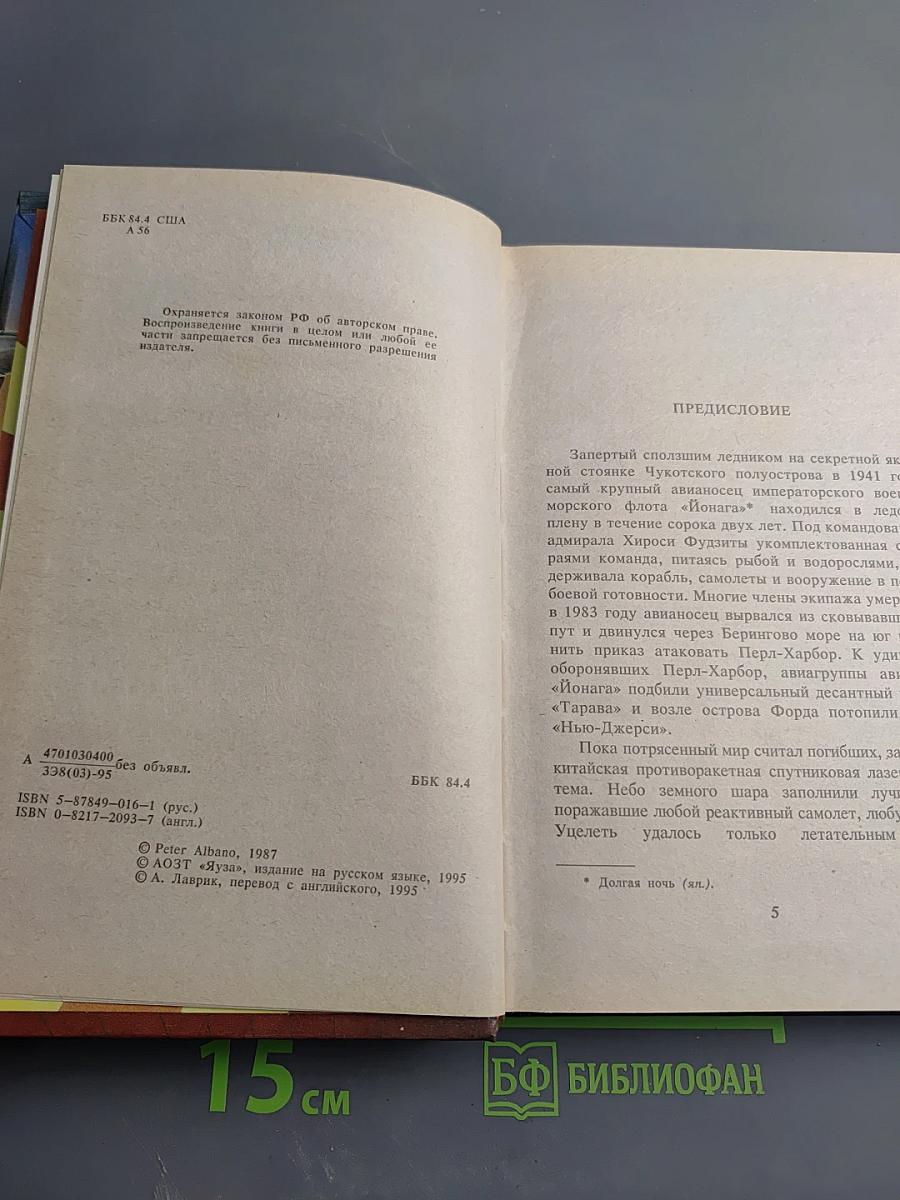 ББК 84.4 США
А 56
Охраняется законом РФ об авторском праве.
Воспроизведение книги в целом или любой ее
части запрещается без письменного разрешения
издателя.
А 4701030400 без объявл.
3Э8(03)-95
ББК 84.4
ISBN 5-87849-016-1 (рус.)
ISBN 0-8217-2093-7 (англ.)
© Peter Albano, 1987
© АОЗТ «Яуза», издание на русском языке, 1995
© А. Лаврик, перевод с английского, 1995
ПРЕДИСЛОВИЕ
Запертый сползшим ледником на секретной
ной стоянке Чукотского полуострова в 1941
самый крупный авианосец императорского
морского флота «Йонага»* находился в
плену в течение сорока двух лет. Под
адмирала Хироси Фудзиты укомплектованная
раями команда, питаясь рыбой и водорослями,
держивала корабль, самолеты и вооружение в
боевой готовности. Многие члены экипажа
в 1983 году авианосец вырвался из
пут и двинулся через Берингово море на юг
нить приказ атаковать Перл-Харбор. К
оборонявших Перл-Харбор, авиагруппы
«Йонага» подбили универсальный десантный
«Тарава» и возле острова Форда потопили
«Нью-Джерси».
Пока потрясенный мир считал погибших,
китайская противоракетная спутниковая
тема. Небо земного шара заполнили
поражавшие любой реактивный самолет,
Уцелеть удалось только летательным
* Долгая ночь (яп.).
5
15 см
БФ БИБЛИОФАН